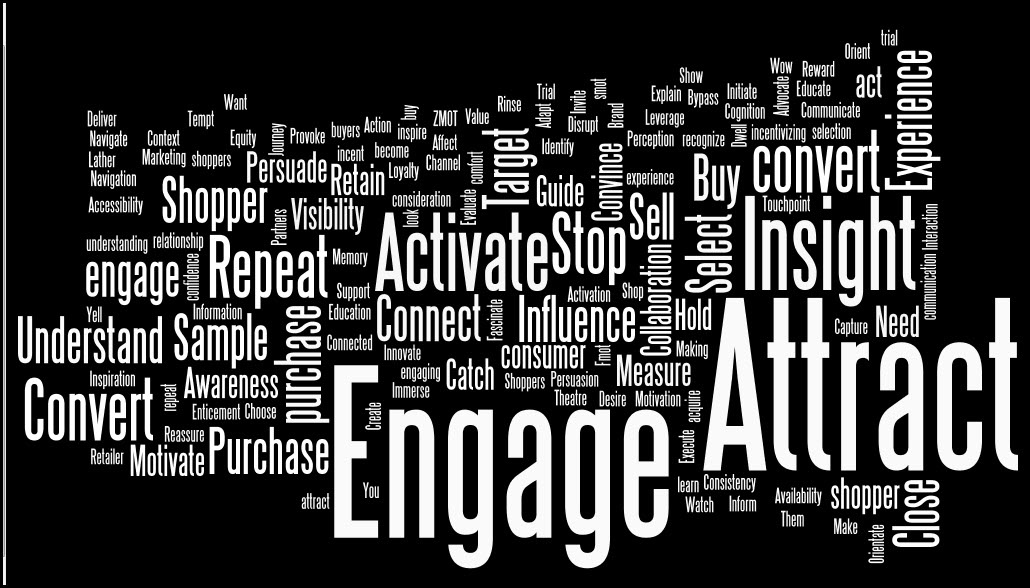 trial
Orient
Experience
Wow
Reward
act
Show
Educate
Advocate
Explain
Bypass
Initiate
Communicate
Want
Trial
Invite
smot
Cognition
Deliver
Tempt
buy
ZMOT
Value
Rinse
Adapt
Disrupt
Brand
Leverage
Dwell
incentivizing
selection
Navigate
Context
Equity
Journey
Provoke
buyers
Action
inspire
Affect
Target
Identify
Perception
recognize
Lather
Marketing
shoppers
Persuade
incent
become
Channel
comfort
Convince
Buy
convert
Navigation
Retain
Loyalty
Guide
experience
Accessibility
Shopper
Visibility
consideration
look
Evaluate
Sell
Select
Touchpoint
Insight
Interaction
Partners
Activate
Stop
understanding
relationship
Repeat
Memory
engage
confidence
Collaboration
communication
Support
Activation
Shop
Yell
Information
Education
Connect
Fascinate
Influence
Hold
Attract
Capture
Need
Understand
Sample
purchase
Connected
Innovate
consumer
Fmot
Making
Inspiration
Awareness
engaging
Catch
Shoppers
Persuasion
Measure
Convert
repeat
Enticement
Choose
Immerse
Theatre
Desire
Motivation
acquire
Create
Engage
Reassure
Retailer
Motivate
Purchase
Execute
attract
You
learn
Consistency
Watch
Inform
Availability
shopper
Close
Them
Make
Orientate